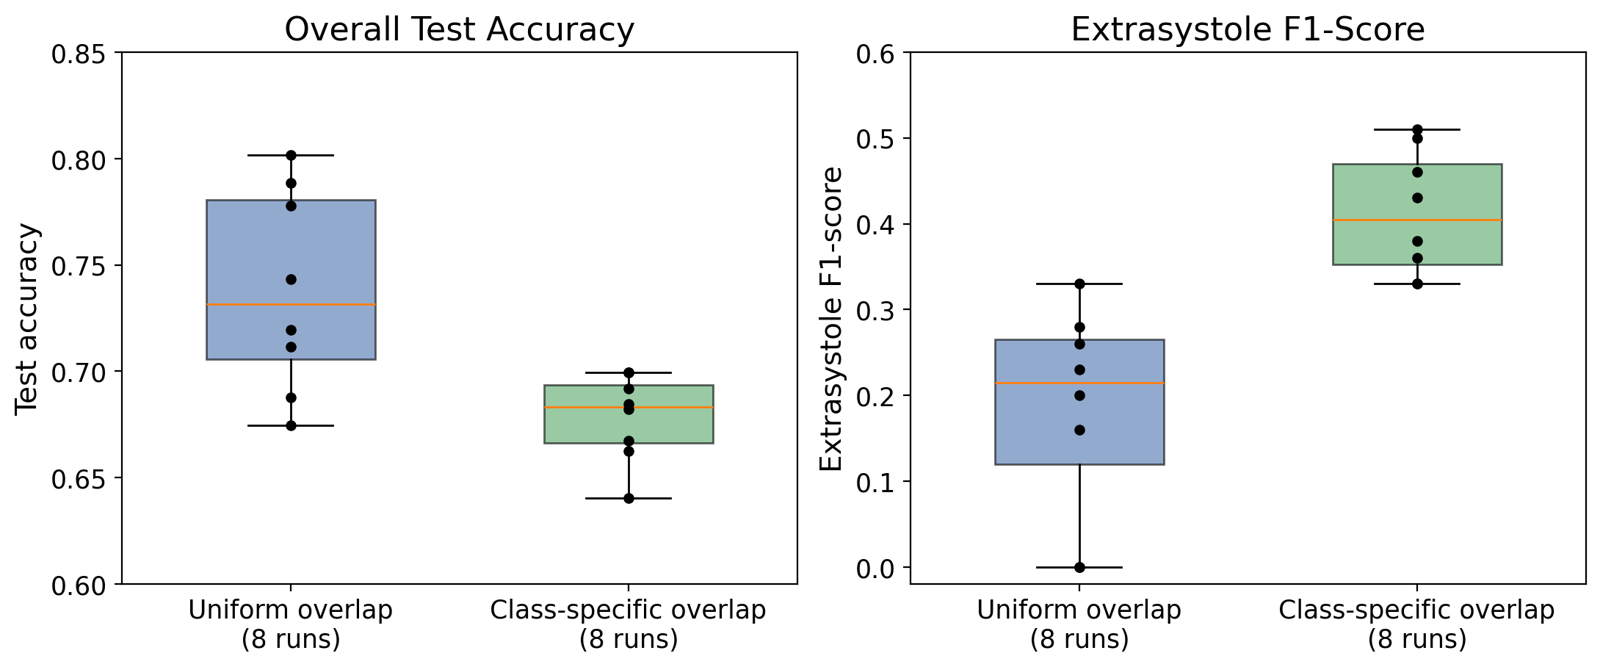 Overall Test Accuracy
Test accuracy
0.85
0.80
0.75
0.70
0.65
0.60
Uniform overlap
(8 runs)
Class-specific overlap
(8 runs)
Extrasystole F1-Score
Extrasystole F1-score
0.6
0.5
0.4
0.3
0.2
0.1
0.0
Uniform overlap
(8 runs)
Class-specific overlap
(8 runs)